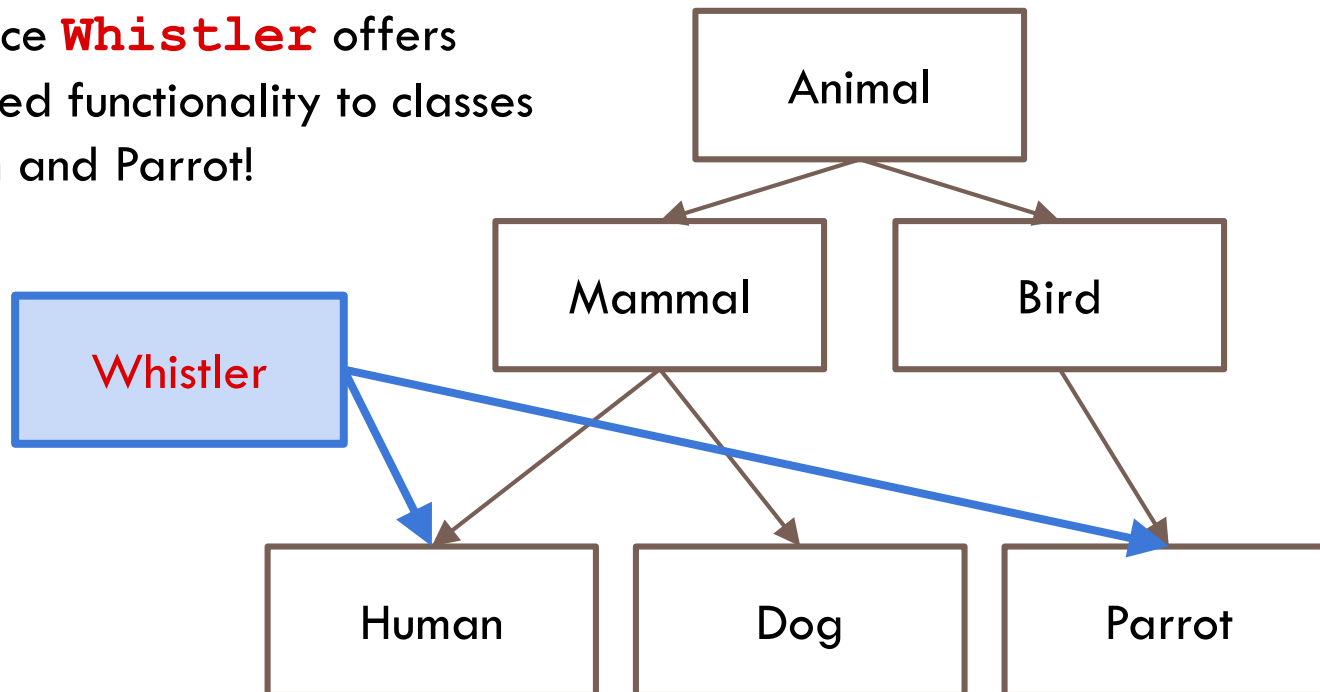 ce Whistler offers
ed functionality to classes
and Parrot!
Animal
Mammal
Bird
Whistler
Human
Dog
Parrot